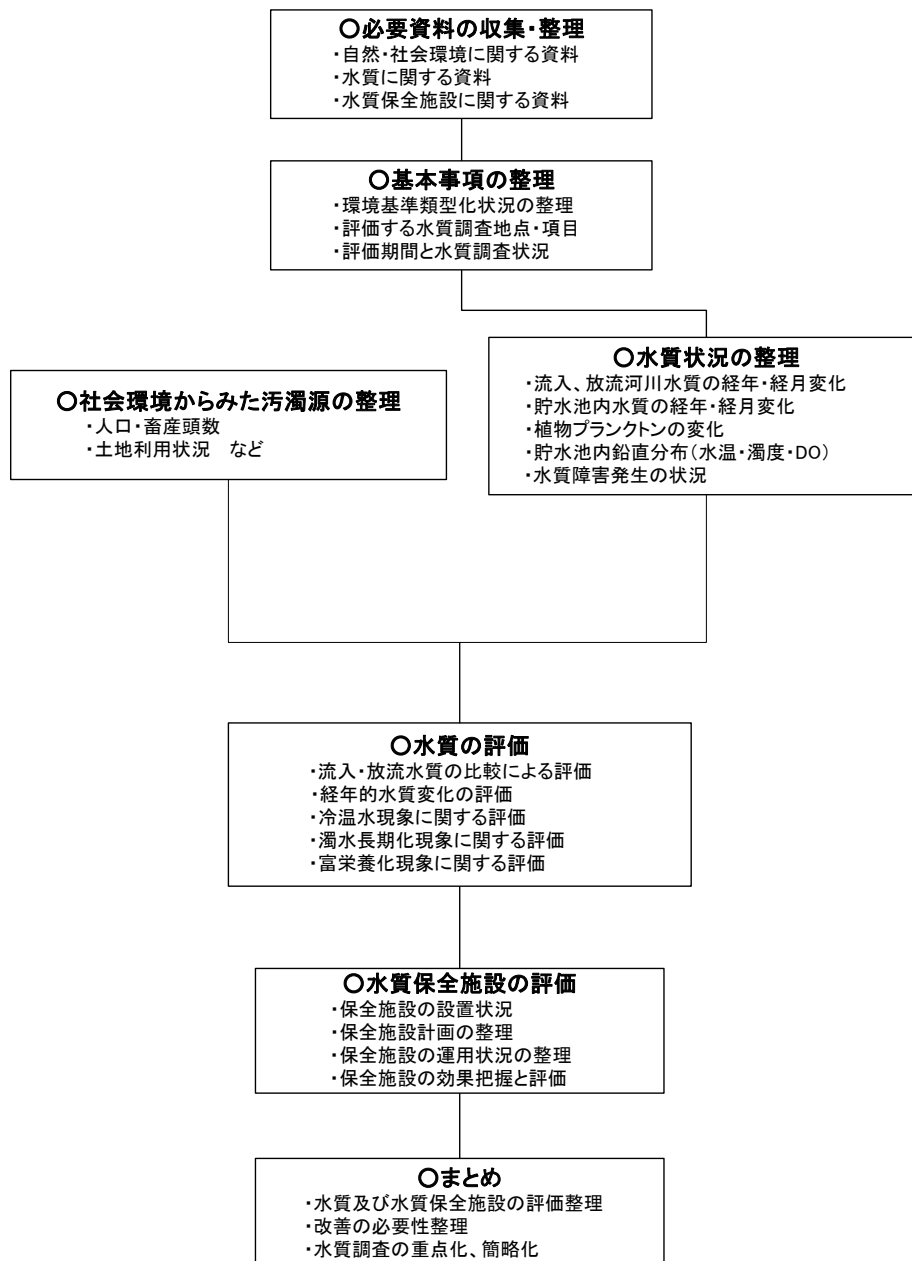 ○必要資料の収集・整理
・自然・社会環境に関する資料
・水質に関する資料
・水質保全施設に関する資料
○基本事項の整理
・環境基準類型化状況の整理
・評価する水質調査地点・項目
・評価期間と水質調査状況
○社会環境からみた汚濁源の整理
・人口・畜産頭数
・土地利用状況　など
○水質状況の整理
・流入、放流河川水質の経年・経月変化
・貯水池内水質の経年・経月変化
・植物プランクトンの変化
・貯水池内鉛直分布（水温・濁度・DO）
・水質障害発生の状況
○水質の評価
・流入・放流水質の比較による評価
・経年的水質変化の評価
・冷温水現象に関する評価
・濁水長期化現象に関する評価
・富栄養化現象に関する評価
○水質保全施設の評価
・保全施設の設置状況
・保全施設計画の整理
・保全施設の運用状況の整理
・保全施設の効果把握と評価
○まとめ
・水質及び水質保全施設の評価整理
・改善の必要性整理
・水質調査の重点化、簡略化